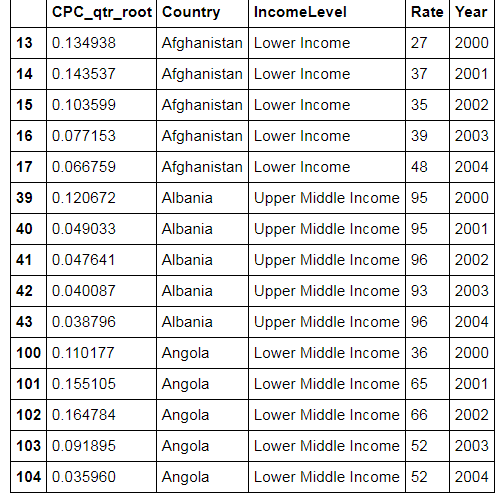 CPC_qtr_root Country IncomeLevel Rate Year
13 0.134938 Afghanistan Lower Income 27 2000
14 0.143537 Afghanistan Lower Income 37 2001
15 0.103599 Afghanistan Lower Income 35 2002
16 0.077153 Afghanistan Lower Income 39 2003
17 0.066759 Afghanistan Lower Income 48 2004
39 0.120672 Albania Upper Middle Income 95 2000
40 0.049033 Albania Upper Middle Income 95 2001
41 0.047641 Albania Upper Middle Income 96 2002
42 0.040087 Albania Upper Middle Income 93 2003
43 0.038796 Albania Upper Middle Income 96 2004
100 0.110177 Angola Lower Middle Income 36 2000
101 0.155105 Angola Lower Middle Income 65 2001
102 0.164784 Angola Lower Middle Income 66 2002
103 0.091895 Angola Lower Middle Income 52 2003
104 0.035960 Angola Lower Middle Income 52 2004